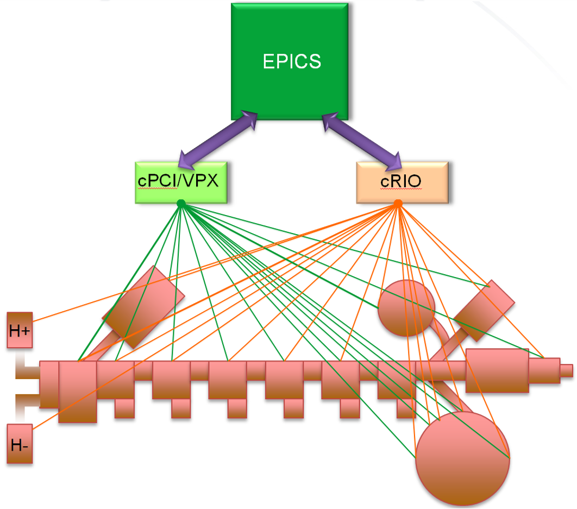 EPICS
cPCI/VPX
cRIO
H+
H-